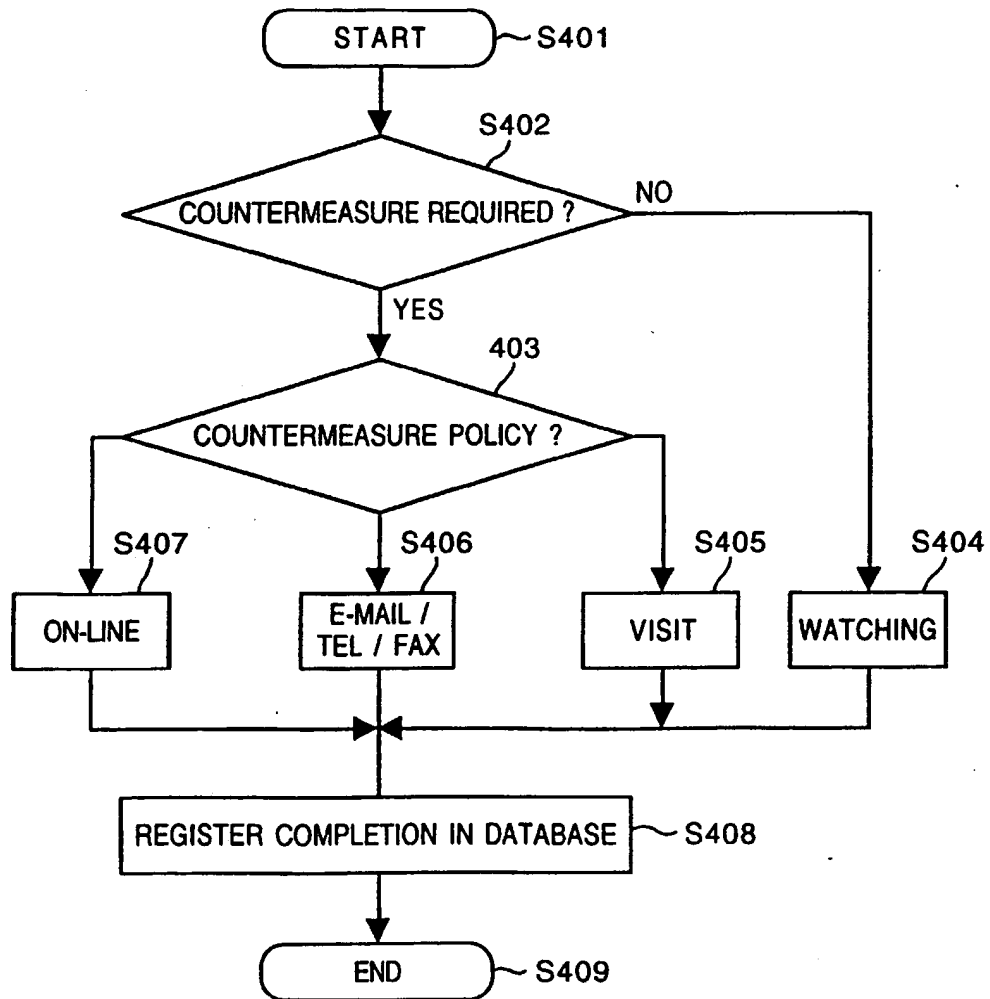 START
S401
S402
COUNTERMEASURE REQUIRED ?
NO
YES
403
COUNTERMEASURE POLICY ?
S407
S406
S405
S404
ON-LINE
E-MAIL /
TEL / FAX
VISIT
WATCHING
REGISTER COMPLETION IN DATABASE
S408
END
S409